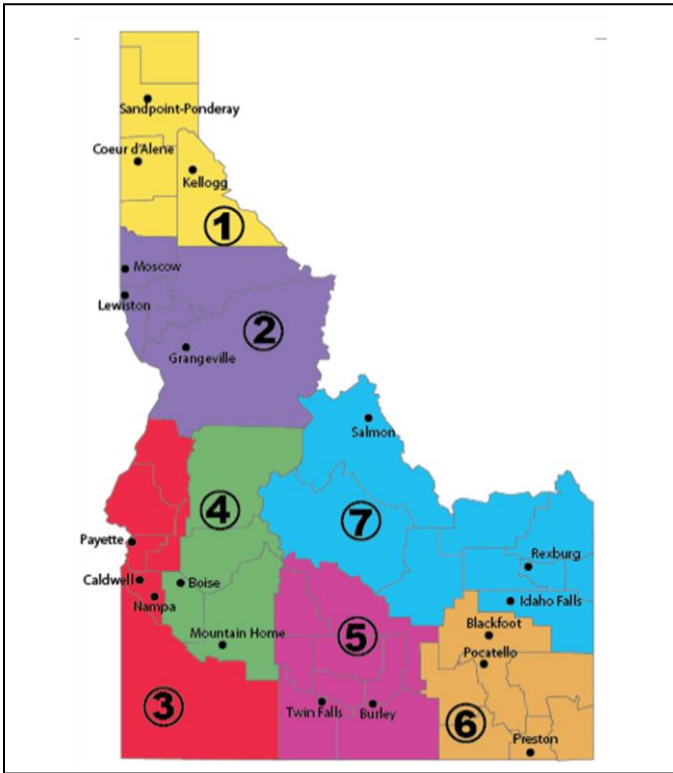 Sandpoint-Ponderay
Coeur d'Alene
Kellogg
1
Moscow
Lewiston
2
Grangeville
Salmon
4
7
Payette
Rexburg
Caldwell
Boise
Nampa
Idaho Falls
Blackfoot
Mountain Home
5
Pocatello
3
Twin Falls
Burley
6
Preston